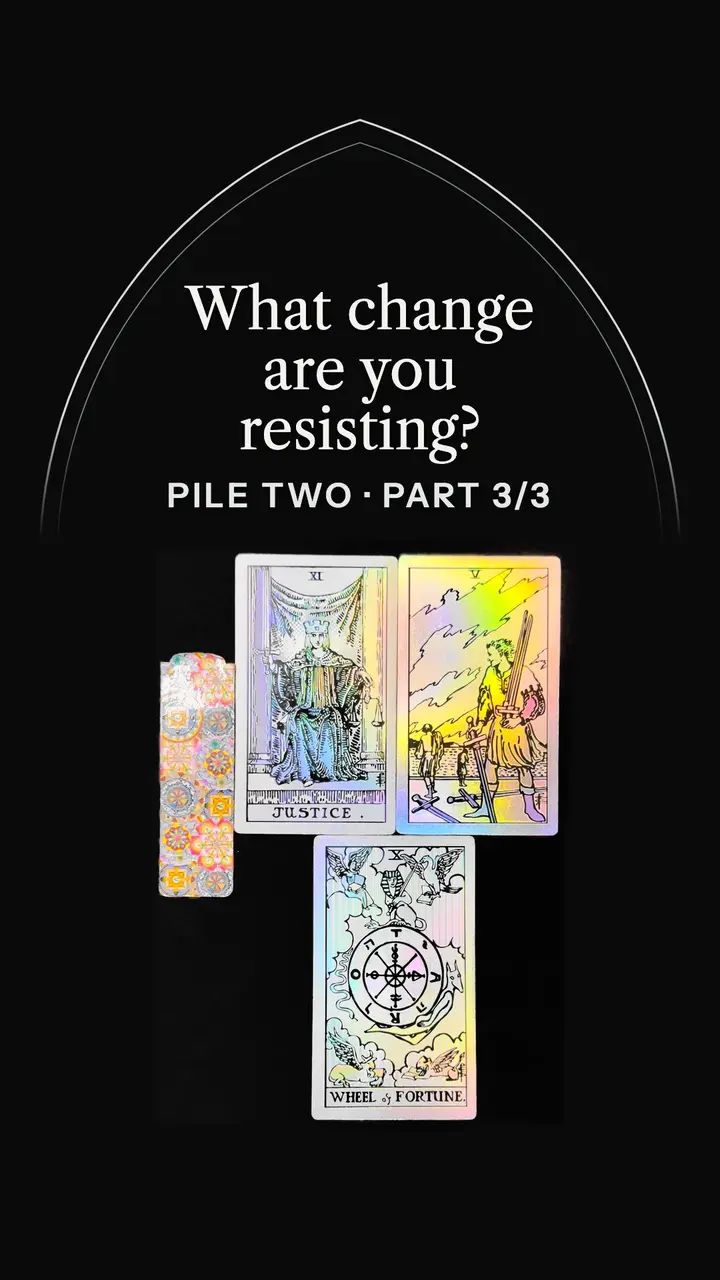 What change
are you
resisting?
PILE TWO · PART 3/3
XI
V
JUSTICE .
X
WHEEL of FORTUNE.